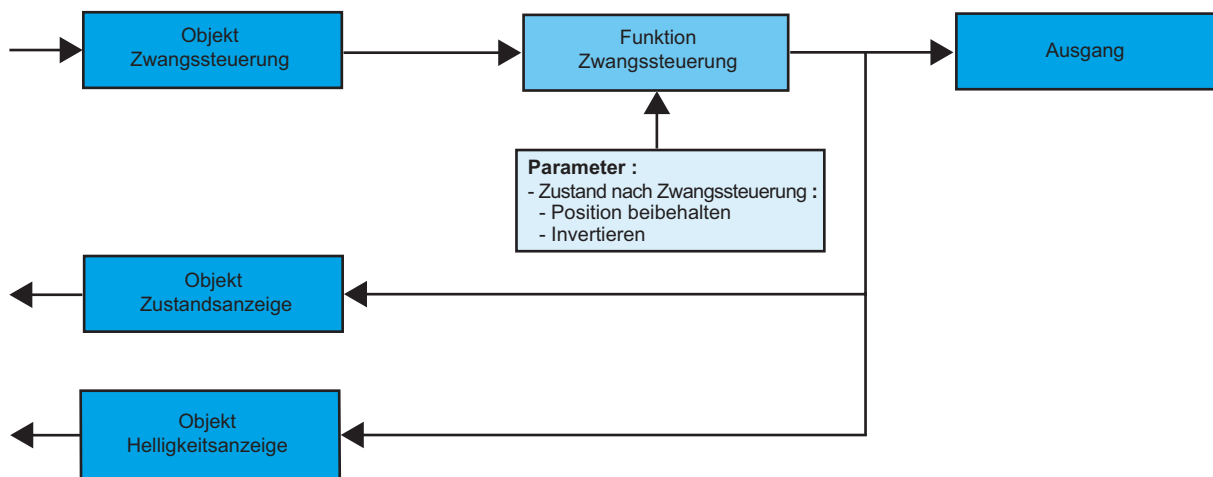 Objekt
Zwangssteuerung
Funktion
Zwangssteuerung
Ausgang
Parameter :
- Zustand nach Zwangssteuerung :
- Position beibehalten
- Invertieren
Objekt
Zustandsanzeige
Objekt
Helligkeitsanzeige